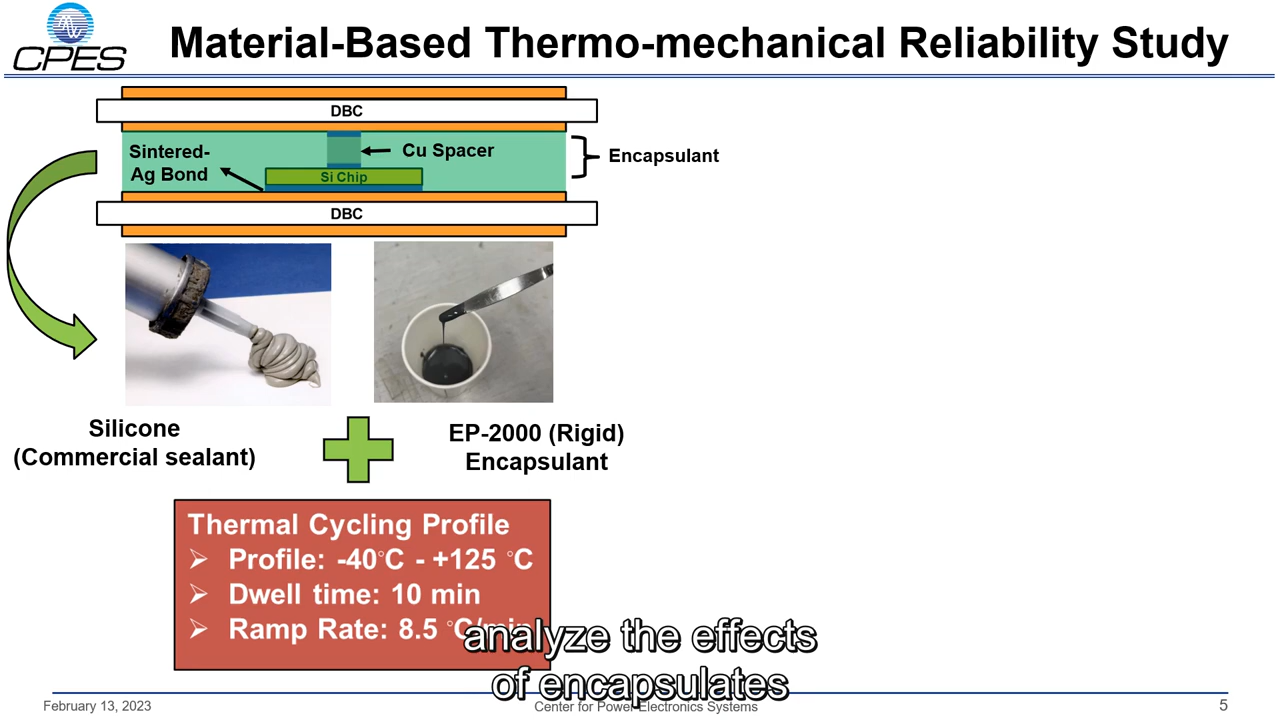 CPES
Material-Based Thermo-mechanical Reliability Study
DBC
Sintered-
Ag Bond
Cu Spacer
Si Chip
Encapsulant
DBC
Silicone
(Commercial sealant)
EP-2000 (Rigid)
Encapsulant
Thermal Cycling Profile
➢ Profile: -40°C - +125 °C
➢ Dwell time: 10 min
➢ Ramp Rate: 8.5 °C/min
analyze the effects
of encapsulates
February 13, 2023
Center for Power Electronics Systems
5